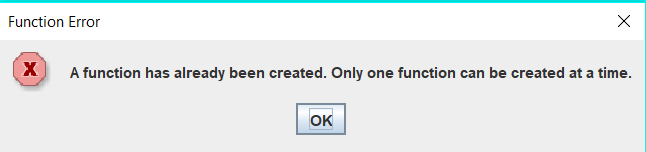 Function Error
A function has already been created. Only one function can be created at a time.
OK